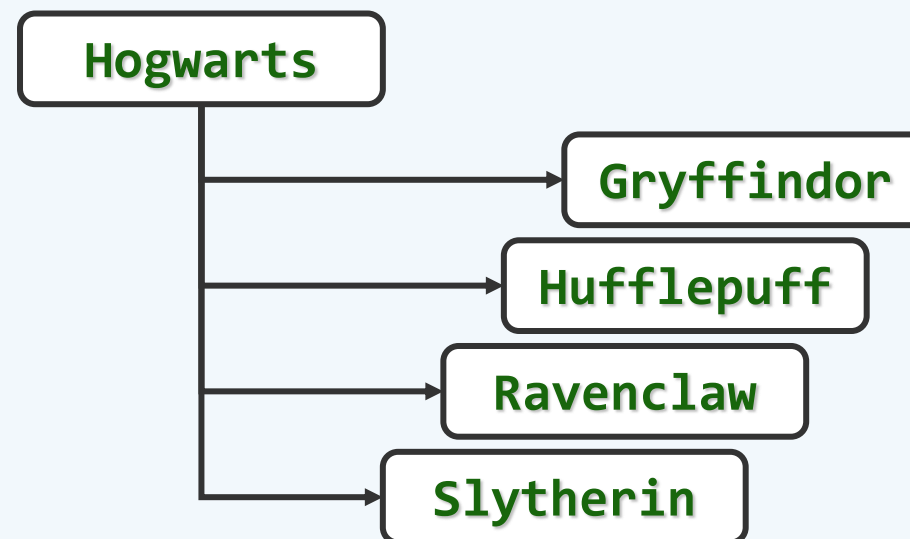 Hogwarts
Gryffindor
Hufflepuff
Ravenclaw
Slytherin